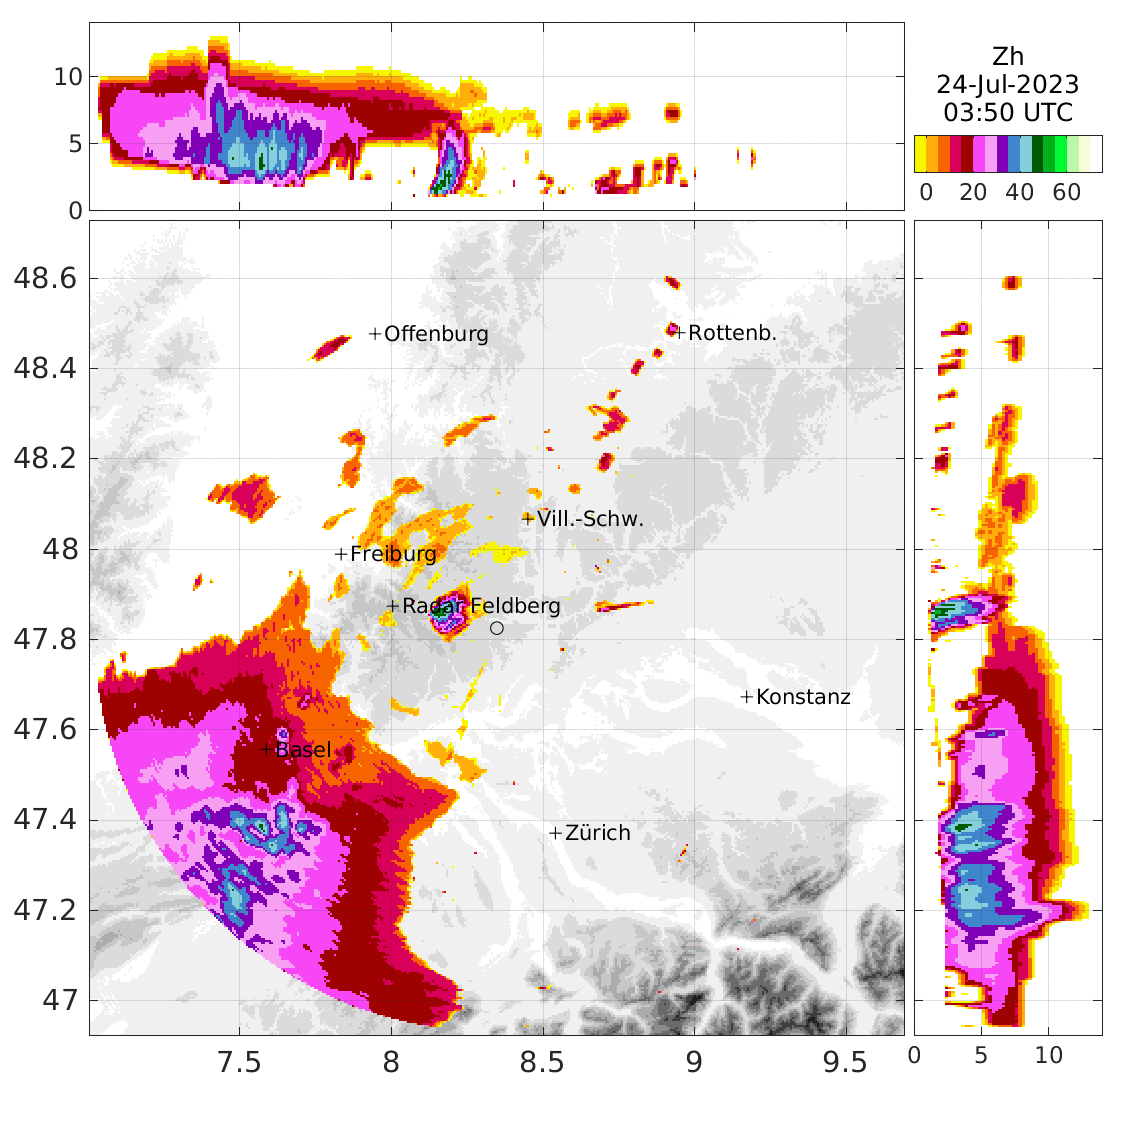 Zh
24-Jul-2023
03:50 UTC
0 20 40 60
10
5
0
48.6
48.4
48.2
48
47.8
47.6
47.4
47.2
47
Offenburg
Rottenb.
Vill.-Schw.
Freiburg
Radar Feldberg
Konstanz
Basel
Zürich
7.5 8 8.5 9 9.5
0 5 10